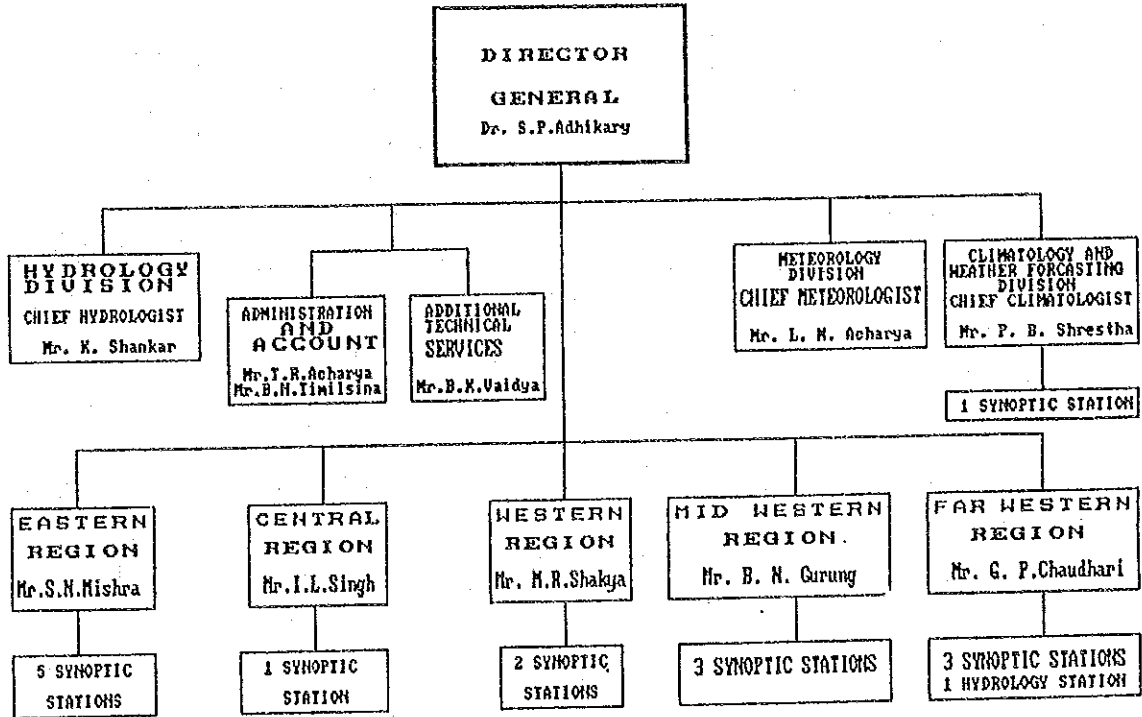 DIRECTOR
GENERAL
Dr. S.P.Adhikary
HYDROLOGY
DIVISION
CHIEF HYDROLOGIST
Mr. K. Shankar
ADMINISTRATION
AND
ACCOUNT
Mr.T.R.Acharya
Mr.B.N.Timilsina
ADDITIONAL
TECHNICAL
SERVICES
Mr.B.K.Vaidya
METEOROLOGY
DIVISION
CHIEF METEOROLOGIST
Mr. L. N. Acharya
CLIMATOLOGY AND
WEATHER FORCASTING
DIVISION
CHIEF CLIMATOLOGIST
Mr. P. B. Shrestha
1 SYNOPTIC STATION
EASTERN
REGION
Mr.S.N.Mishra
CENTRAL
REGION
Mr.I.L.Singh
WESTERN
REGION
Mr. M.R.Shakya
MID WESTERN
REGION.
Mr. B. N. Gurung
FAR WESTERN
REGION
Mr. G. P.Chaudhari
5 SYNOPTIC
STATIONS
1 SYNOPTIC
STATION
2 SYNOPTIC
STATIONS
3 SYNOPTIC STATIONS
3 SYNOPTIC STATIONS
1 HYDROLOGY STATION